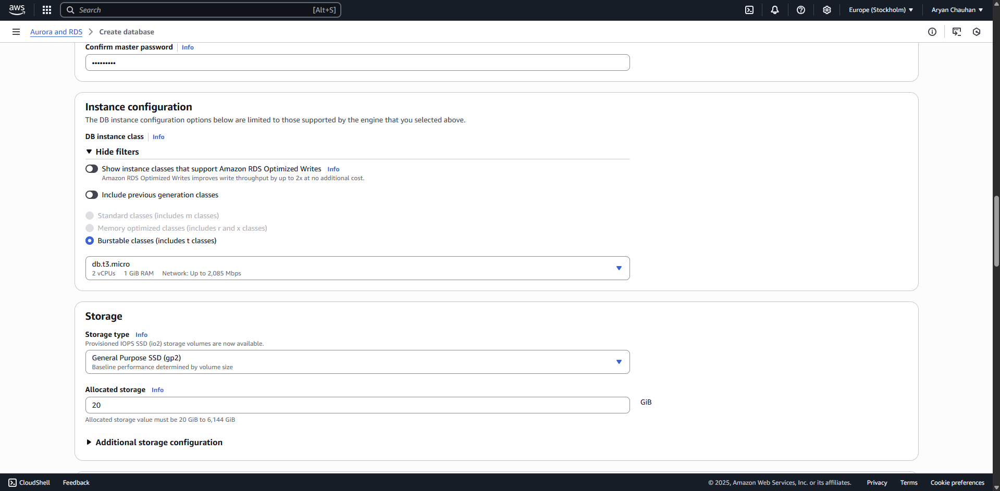 aws
Search [Alt+S]
Europe (Stockholm)
Aryan Chauhan
Aurora and RDS
Create database
Confirm master password
Info
•••••••••
Instance configuration
The DB instance configuration options below are limited to those supported by the engine that you selected above.
DB instance class
Info
Hide filters
Show instance classes that support Amazon RDS Optimized Writes Info
Amazon RDS Optimized Writes improves write throughput by up to 2x at no additional cost.
Include previous generation classes
Standard classes (includes m classes)
Memory optimized classes (includes r and x classes)
Burstable classes (includes t classes)
db.t3.micro
2 vCPUs 1 GiB RAM Network: Up to 2,085 Mbps
Storage
Storage type Info
Provisioned IOPS SSD (io2) storage volumes are now available.
General Purpose SSD (gp2)
Baseline performance determined by volume size
Allocated storage Info
20
GiB
Allocated storage value must be 20 GiB to 6,144 GiB
Additional storage configuration
CloudShell
Feedback
© 2025, Amazon Web Services, Inc. or its affiliates.
Privacy
Terms
Cookie preferences